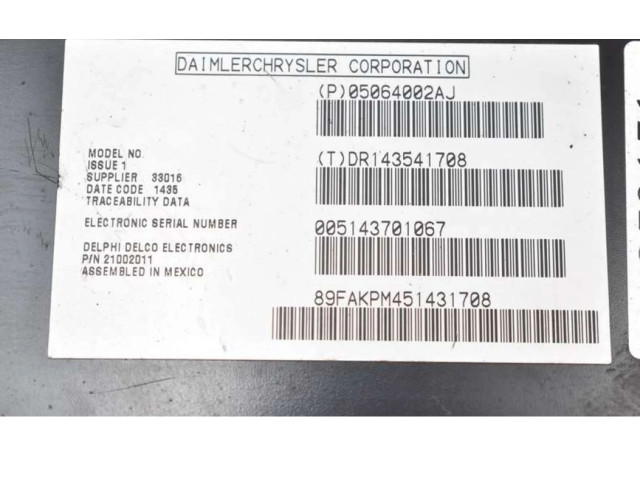 DAIMLERCHRYSLER CORPORATION
(P)05064002AJ
MODEL NO.
ISSUE 1
SUPPLIER 33016
DATE CODE 1435
TRACEABILITY DATA
(T)DR143541708
ELECTRONIC SERIAL NUMBER
005143701067
DELPHI DELCO ELECTRONICS
P/N 21002011
ASSEMBLED IN MEXICO
89FAKPM451431708